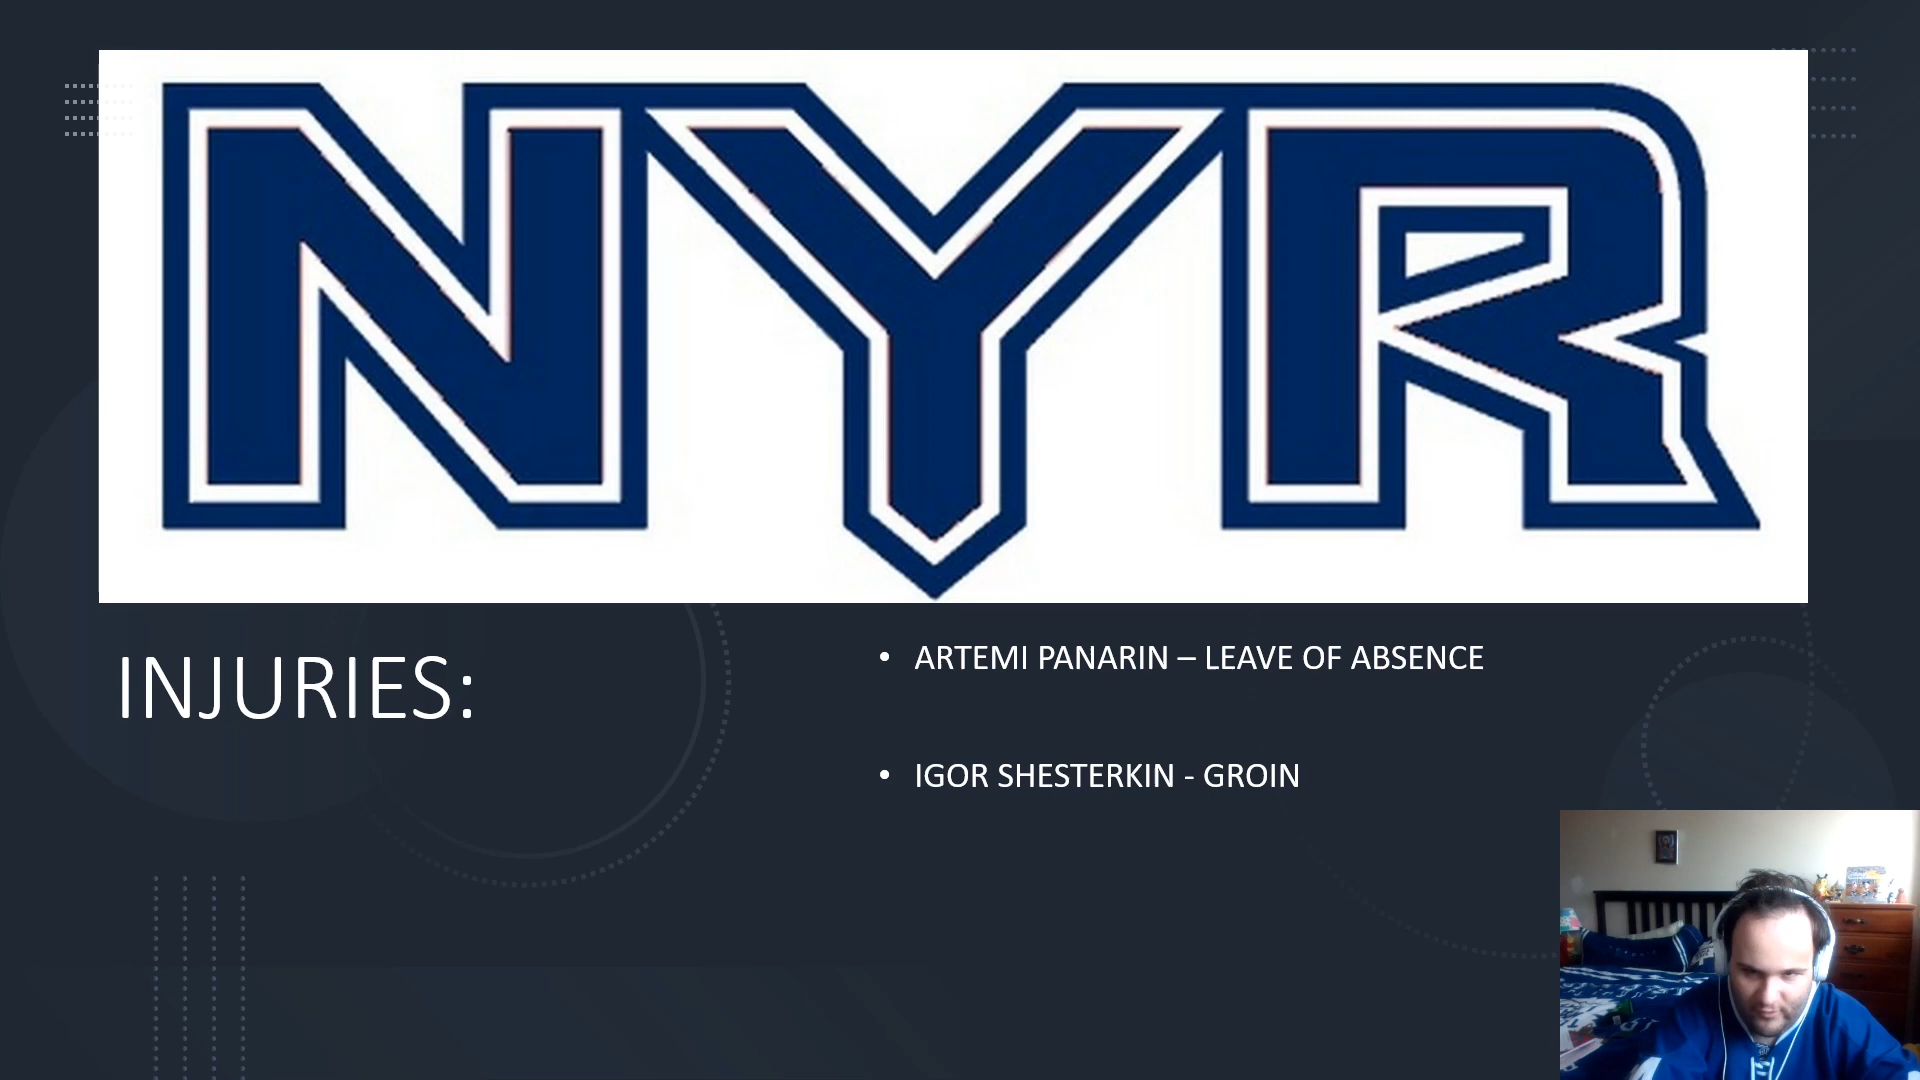 NYR
INJURIES:
• ARTEMI PANARIN – LEAVE OF ABSENCE
• IGOR SHESTERKIN - GROIN